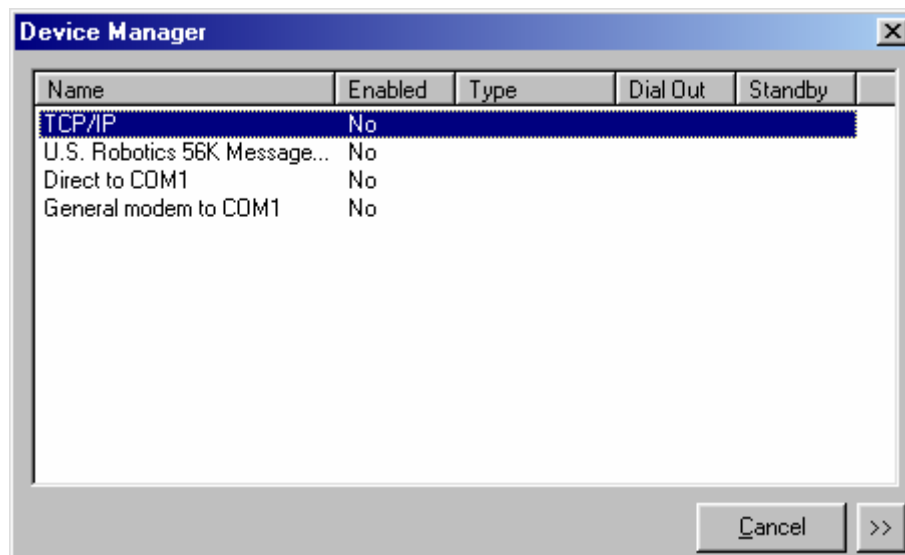 Device Manager
Name Enabled Type Dial Out Standby
TCP/IP No
U.S. Robotics 56K Message... No
Direct to COM1 No
General modem to COM1 No
Cancel >>